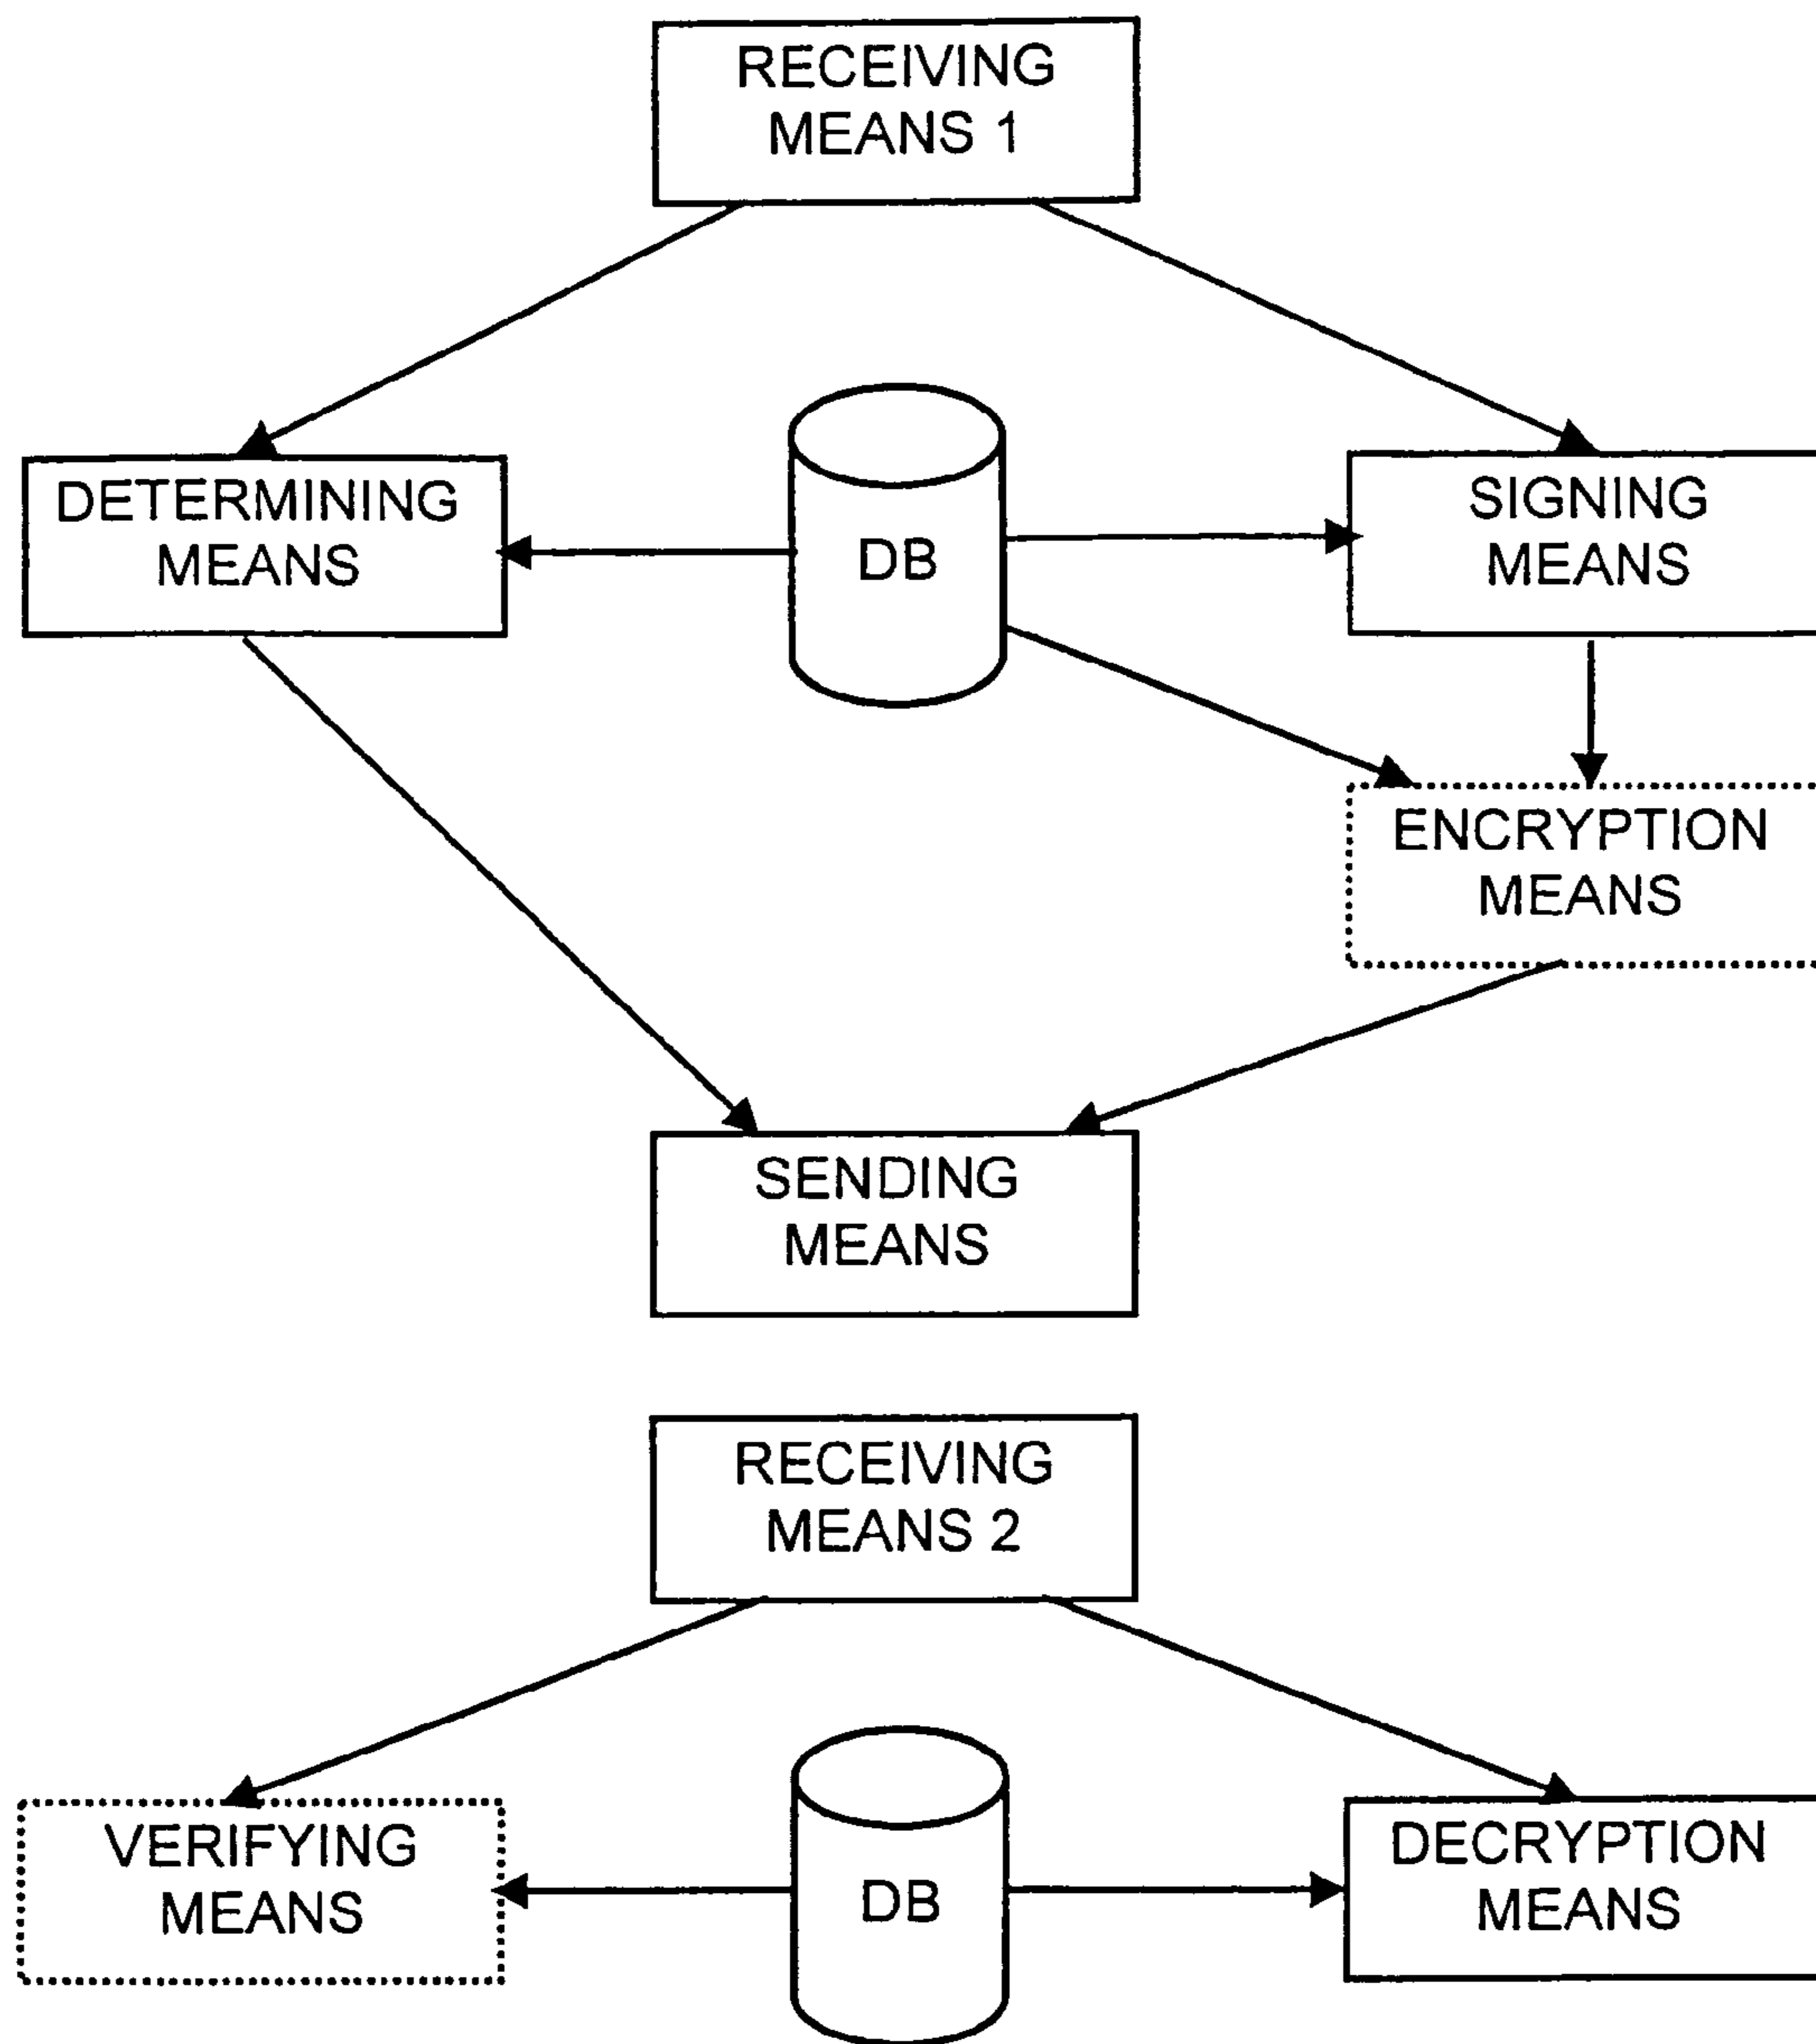 RECEIVING
MEANS 1
DETERMINING
MEANS
DB
SIGNING
MEANS
ENCRYPTION
MEANS
SENDING
MEANS
RECEIVING
MEANS 2
VERIFYING
MEANS
DB
DECRYPTION
MEANS